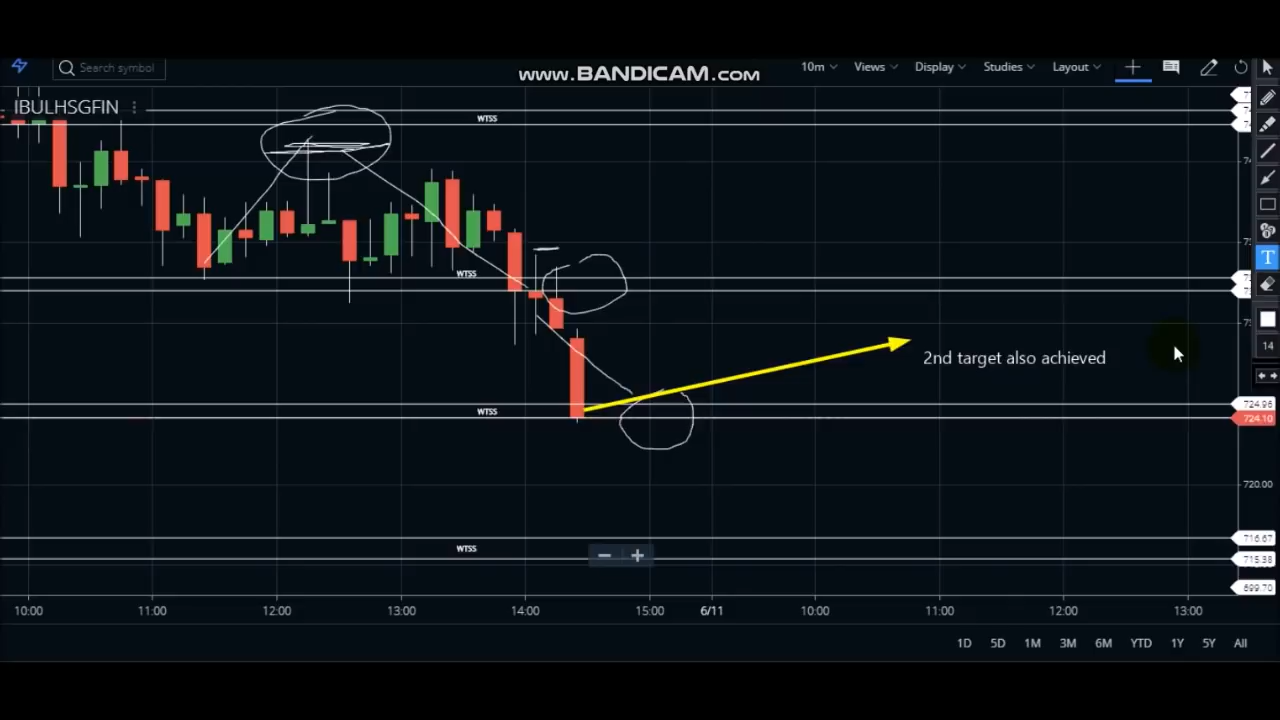 www.BANDICAM.com
Search symbol
10m Views Display Studies Layout
IBULHSGFIN
WTSS
WTSS
2nd target also achieved
WTSS
724.96
724.10
720.00
WTSS
716.67
715.38
699.70
10:00 11:00 12:00 13:00 14:00 15:00 6/11 10:00 11:00 12:00 13:00
1D 5D 1M 3M 6M YTD 1Y 5Y All
T
14